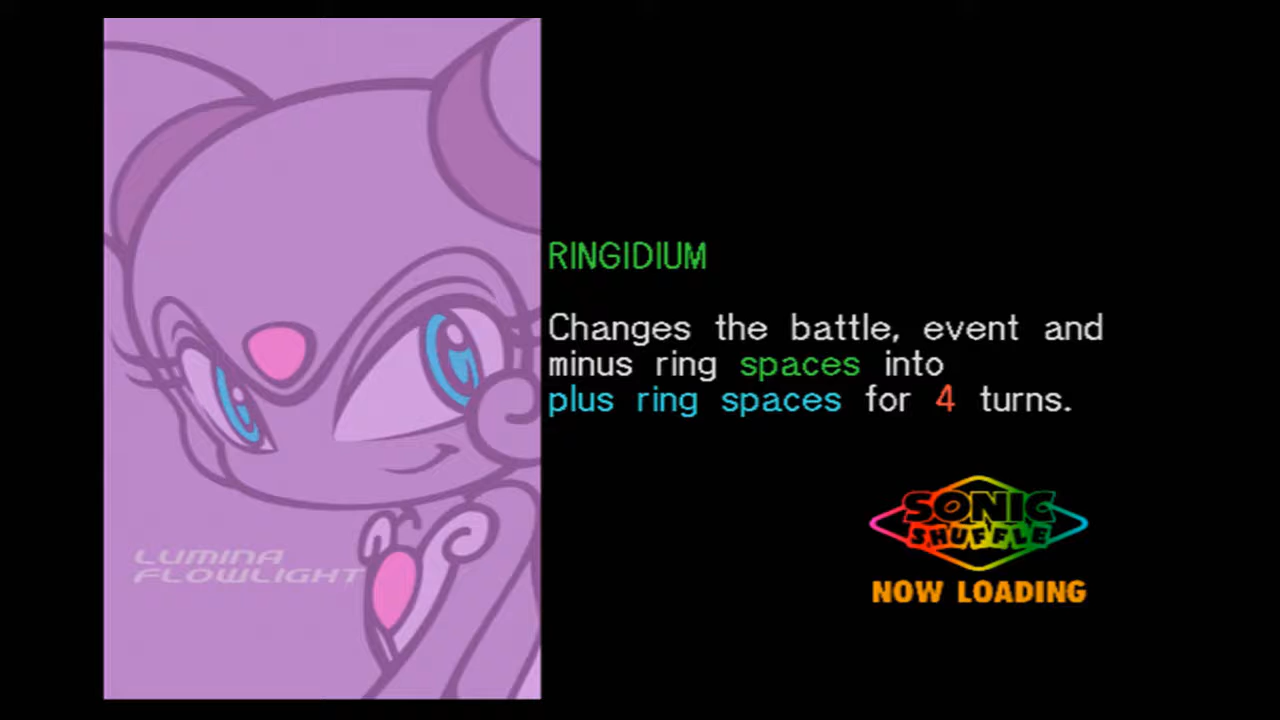 RINGIDIUM
Changes the battle, event and
minus ring spaces into
plus ring spaces for 4 turns.
LUMINA
FLOWLIGHT
SONIC
SHUFFLE
NOW LOADING